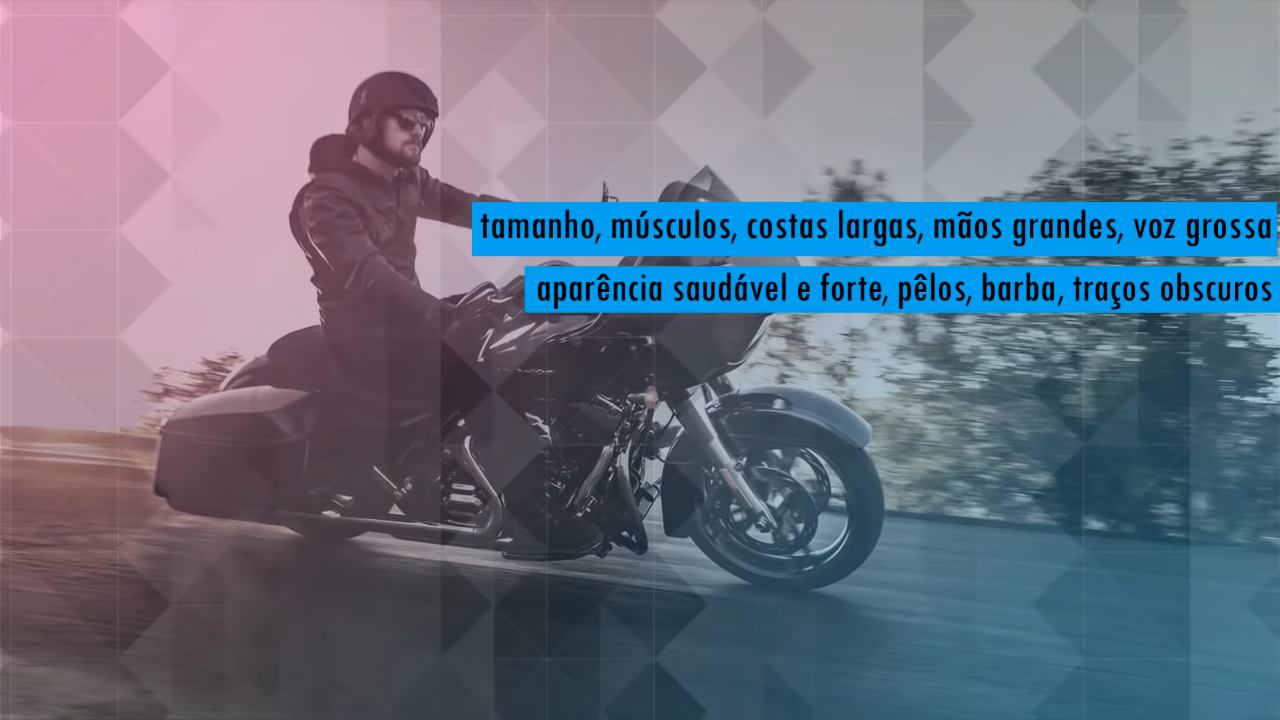 tamanho, músculos, costas largas, mãos grandes, voz grossa
aparência saudável e forte, pêlos, barba, traços obscuros